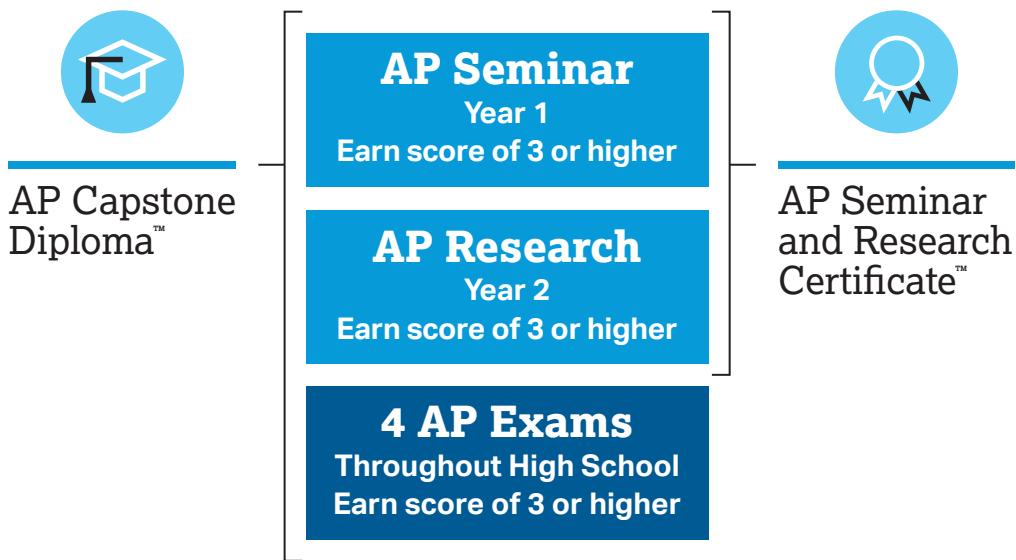 AP Capstone
Diploma™
AP Seminar
Year 1
Earn score of 3 or higher
AP Research
Year 2
Earn score of 3 or higher
4 AP Exams
Throughout High School
Earn score of 3 or higher
AP Seminar
and Research
Certificate™